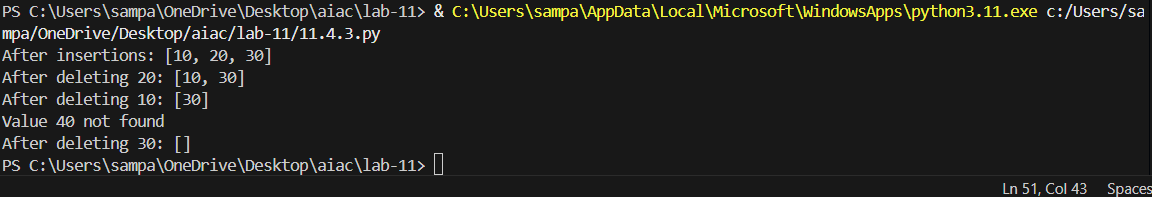 PS C:\Users\sampa\OneDrive\Desktop\aiac\lab-11> & C:\Users\sampa\AppData\Local\Microsoft\WindowsApps\python3.11.exe c:/Users/sa
mpa/OneDrive/Desktop/aiac/lab-11/11.4.3.py
After insertions: [10, 20, 30]
After deleting 20: [10, 30]
After deleting 10: [30]
Value 40 not found
After deleting 30: []
PS C:\Users\sampa\OneDrive\Desktop\aiac\lab-11>
Ln 51, Col 43 Spaces